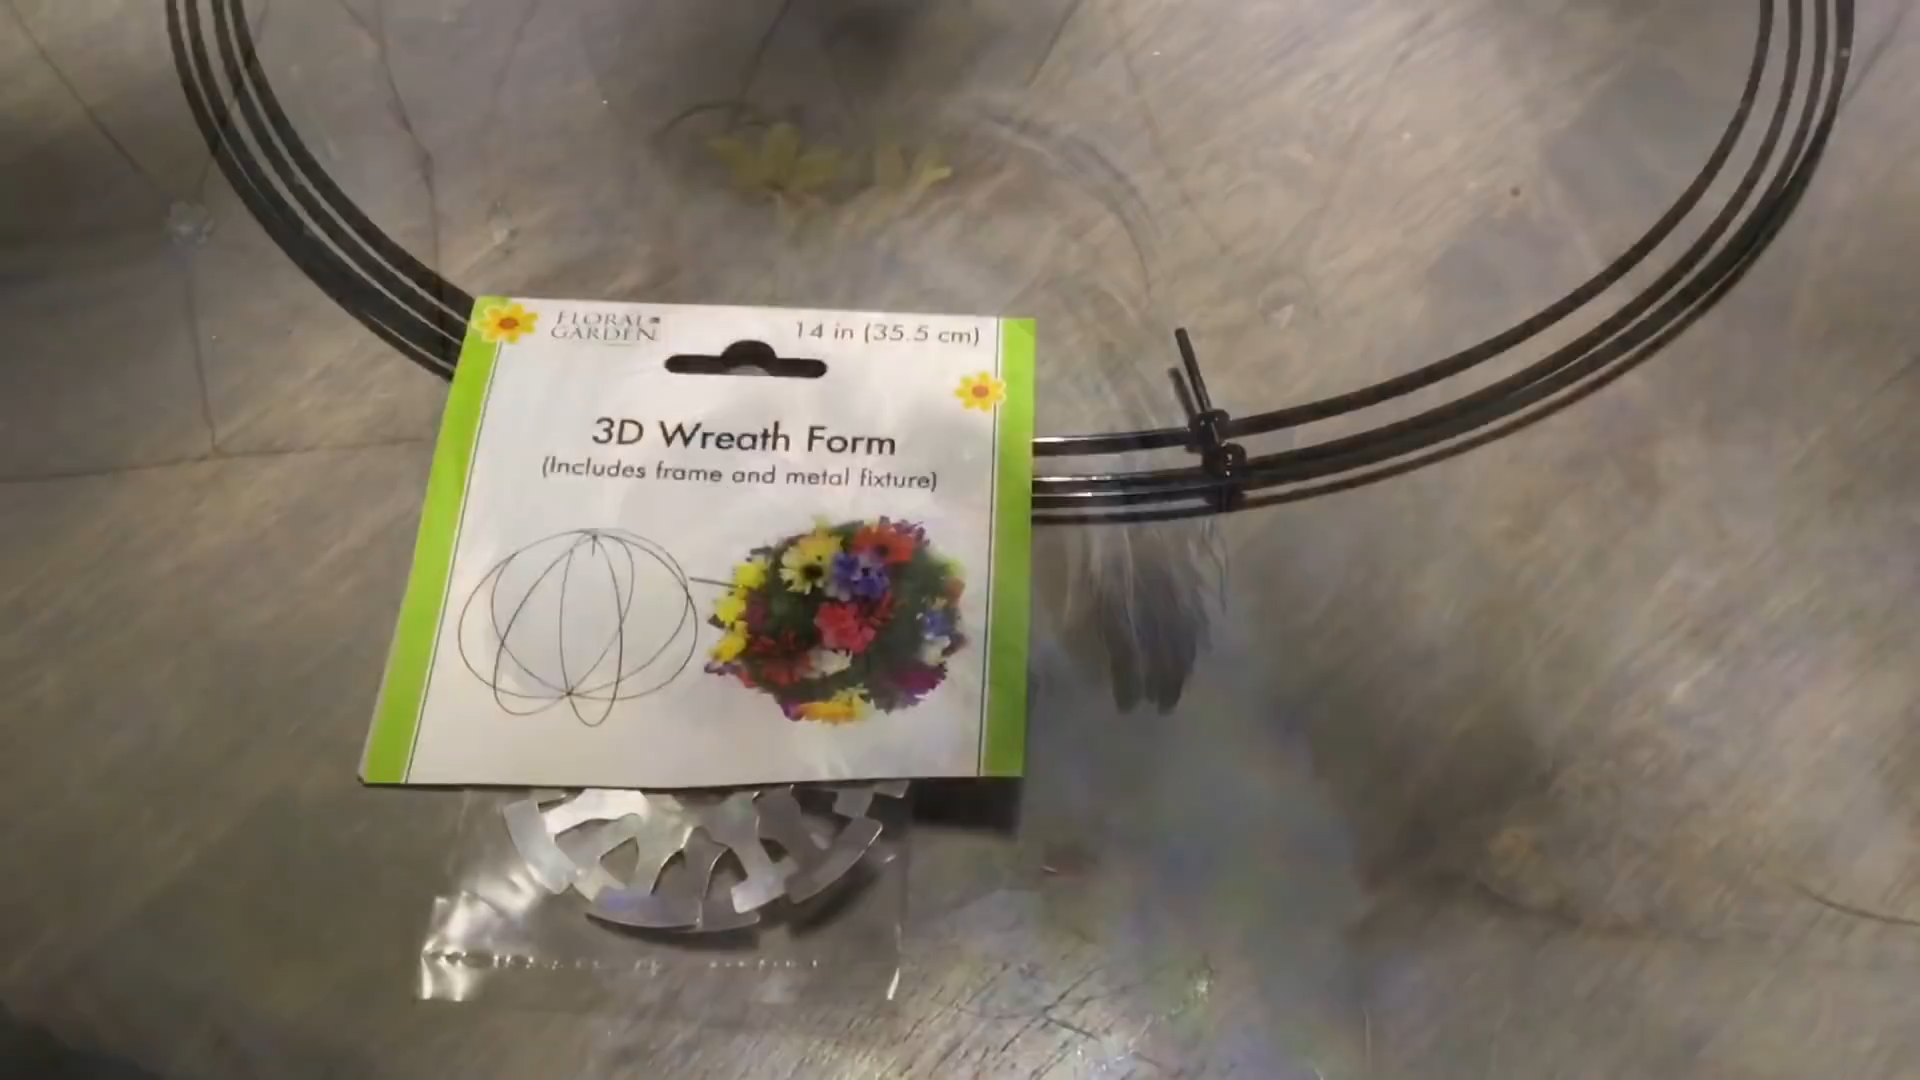 FLORAL
GARDEN
14 in (35.5 cm)
3D Wreath Form
(Includes frame and metal fixture)